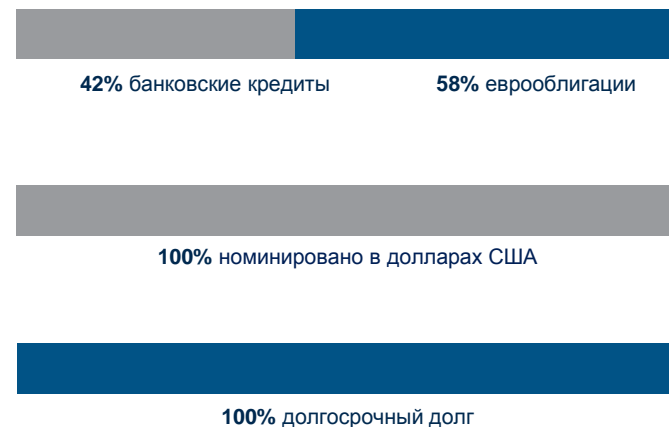 42% банковские кредиты 58% еврооблигации
100% номинировано в долларах США
100% долгосрочный долг